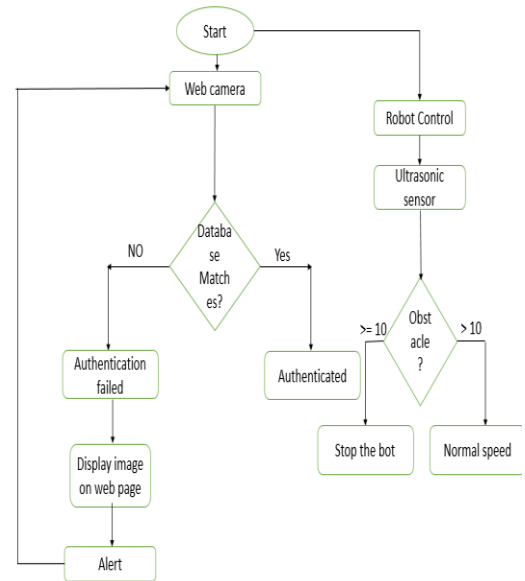 Start
Web camera
Robot Control
Ultrasonic
sensor
Databa
se
Match
es?
NO
Yes
Obst
acle
?
>= 10
> 10
Authentication
failed
Authenticated
Stop the bot
Normal speed
Display image
on web page
Alert